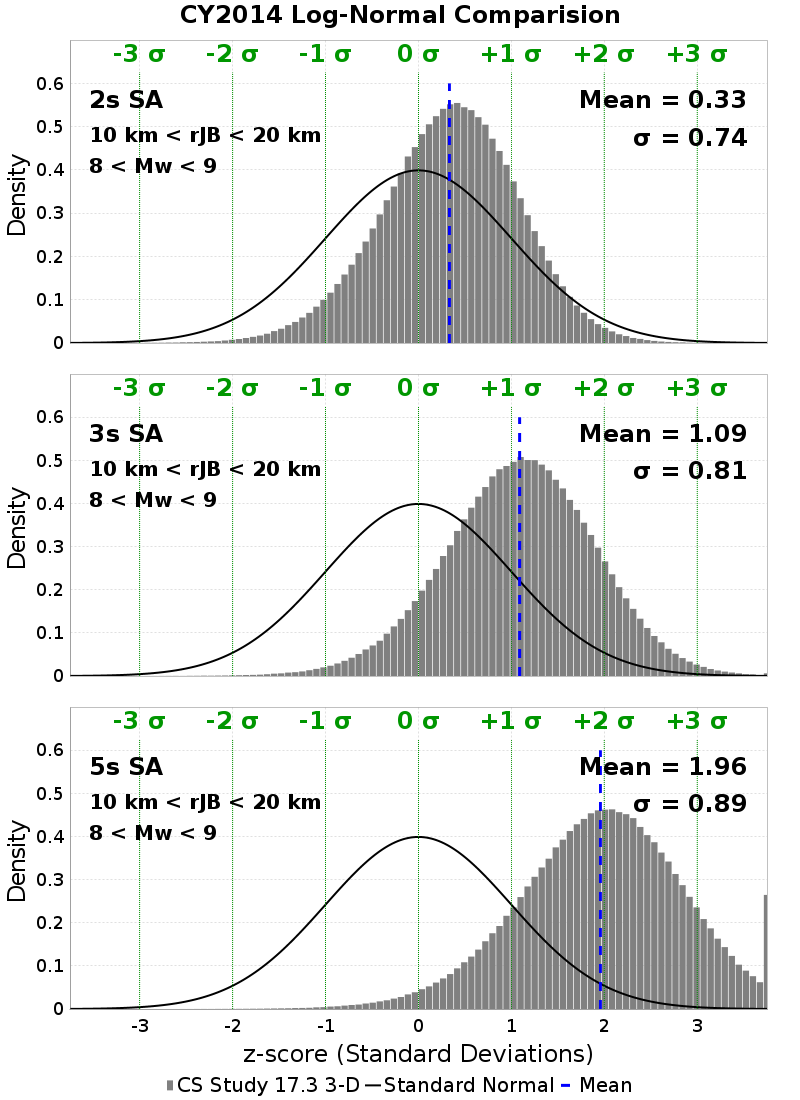 CY2014 Log-Normal Comparision
-3 σ -2 σ -1 σ 0 σ +1 σ +2 σ +3 σ
2s SA
10 km < rJB < 20 km
8 < Mw < 9
Mean = 0.33
σ = 0.74
Density
0.6
0.5
0.4
0.3
0.2
0.1
0
-3 σ -2 σ -1 σ 0 σ +1 σ +2 σ +3 σ
3s SA
10 km < rJB < 20 km
8 < Mw < 9
Mean = 1.09
σ = 0.81
Density
0.6
0.5
0.4
0.3
0.2
0.1
0
-3 σ -2 σ -1 σ 0 σ +1 σ +2 σ +3 σ
5s SA
10 km < rJB < 20 km
8 < Mw < 9
Mean = 1.96
σ = 0.89
Density
0.6
0.5
0.4
0.3
0.2
0.1
0
-3 -2 -1 0 1 2 3
z-score (Standard Deviations)
CS Study 17.3 3-D Standard Normal Mean